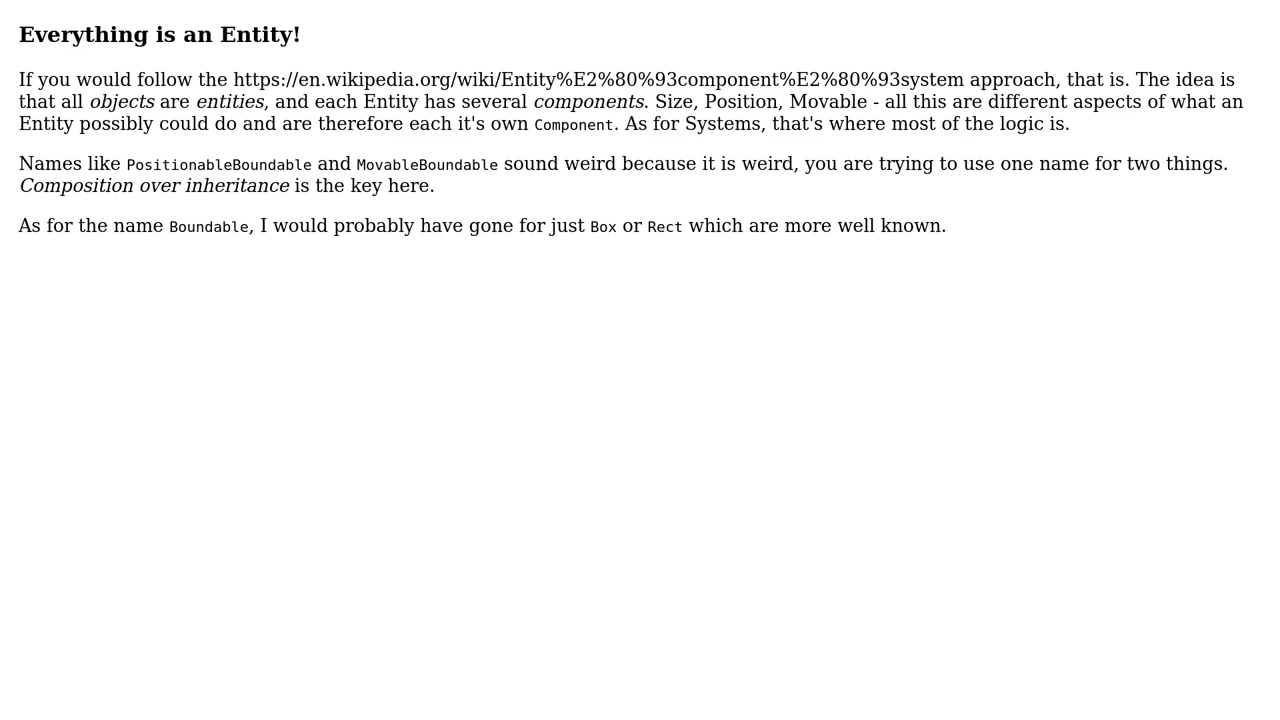 Everything is an Entity!
If you would follow the https://en.wikipedia.org/wiki/Entity%E2%80%93component%E2%80%93system approach, that is. The idea is
that all objects are entities, and each Entity has several components. Size, Position, Movable - all this are different aspects of what an
Entity possibly could do and are therefore each it's own Component. As for Systems, that's where most of the logic is.
Names like PositionableBoundable and MovableBoundable sound weird because it is weird, you are trying to use one name for two things.
Composition over inheritance is the key here.
As for the name Boundable, I would probably have gone for just Box or Rect which are more well known.